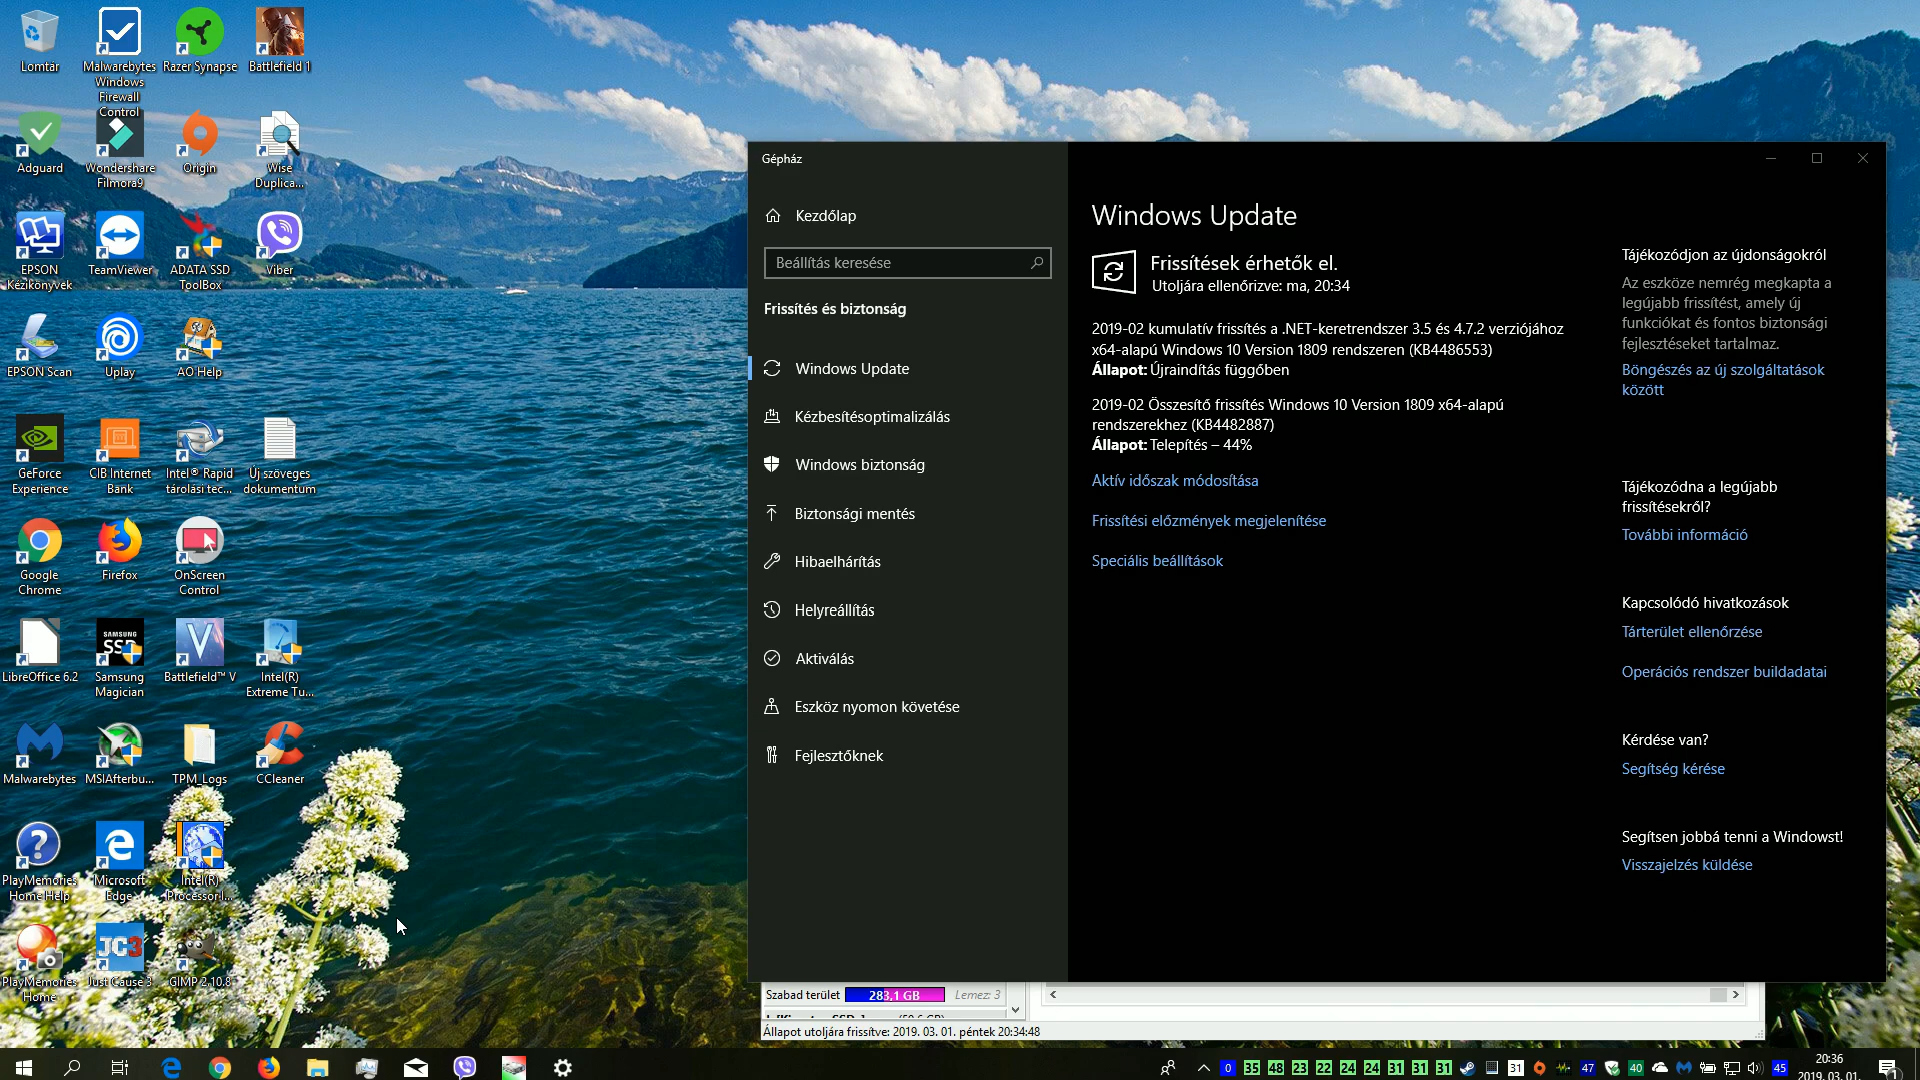 Lomtár
Malwarebytes
Windows
Firewall
Control
Razer Synapse
Battlefield 1
Adguard
Wondershare
Filmora9
Origin
Wise
Duplica...
EPSON
Kézikönyvek
TeamViewer
ADATA SSD
ToolBox
Viber
EPSON Scan
Uplay
AO Help
GeForce
Experience
CIB Internet
Bank
Intel® Rapid
tárolási tec...
Új szöveges
dokumentum
Google
Chrome
Firefox
OnScreen
Control
LibreOffice 6.2
SAMSUNG
SSD
Samsung
Magician
Battlefield™ V
Intel(R)
Extreme Tu...
Malwarebytes
MSIAfterbu...
TPM_Logs
CCleaner
PlayMemories
Home Help
Microsoft
Edge
Intel(R)
Processor I...
PlayMemories
Home
JC3
Just Cause 3
GIMP 2.10.8
Gépház
Kezdőlap
Beállítás keresése
Frissítés és biztonság
Windows Update
Kézbesítésoptimalizálás
Windows biztonság
Biztonsági mentés
Hibaelhárítás
Helyreállítás
Aktiválás
Eszköz nyomon követése
Fejlesztőknek
Windows Update
Frissítések érhetők el.
Utoljára ellenőrizve: ma, 20:34
2019-02 kumulatív frissítés a .NET-keretrendszer 3.5 és 4.7.2 verziójához
x64-alapú Windows 10 Version 1809 rendszeren (KB4486553)
Állapot: Újraindítás függőben
2019-02 Összesítő frissítés Windows 10 Version 1809 x64-alapú
rendszerekhez (KB4482887)
Állapot: Telepítés – 44%
Aktív időszak módosítása
Frissítési előzmények megjelenítése
Speciális beállítások
Tájékozódjon az újdonságokról
Az eszköze nemrég megkapta a
legújabb frissítést, amely új
funkciókat és fontos biztonsági
fejlesztéseket tartalmaz.
Böngészés az új szolgáltatások
között
Tájékozódna a legújabb
frissítésekről?
További információ
Kapcsolódó hivatkozások
Tárterület ellenőrzése
Operációs rendszer buildadatai
Kérdése van?
Segítség kérése
Segítsen jobbá tenni a Windowst!
Visszajelzés küldése
Szabad terület 283,1 GB Lemez: 3
Állapot utoljára frissítve: 2019. 03. 01. péntek 20:34:48
0 35 48 23 22 24 24 31 31 31 31 47 40 45
20:36
2019. 03. 01.
1